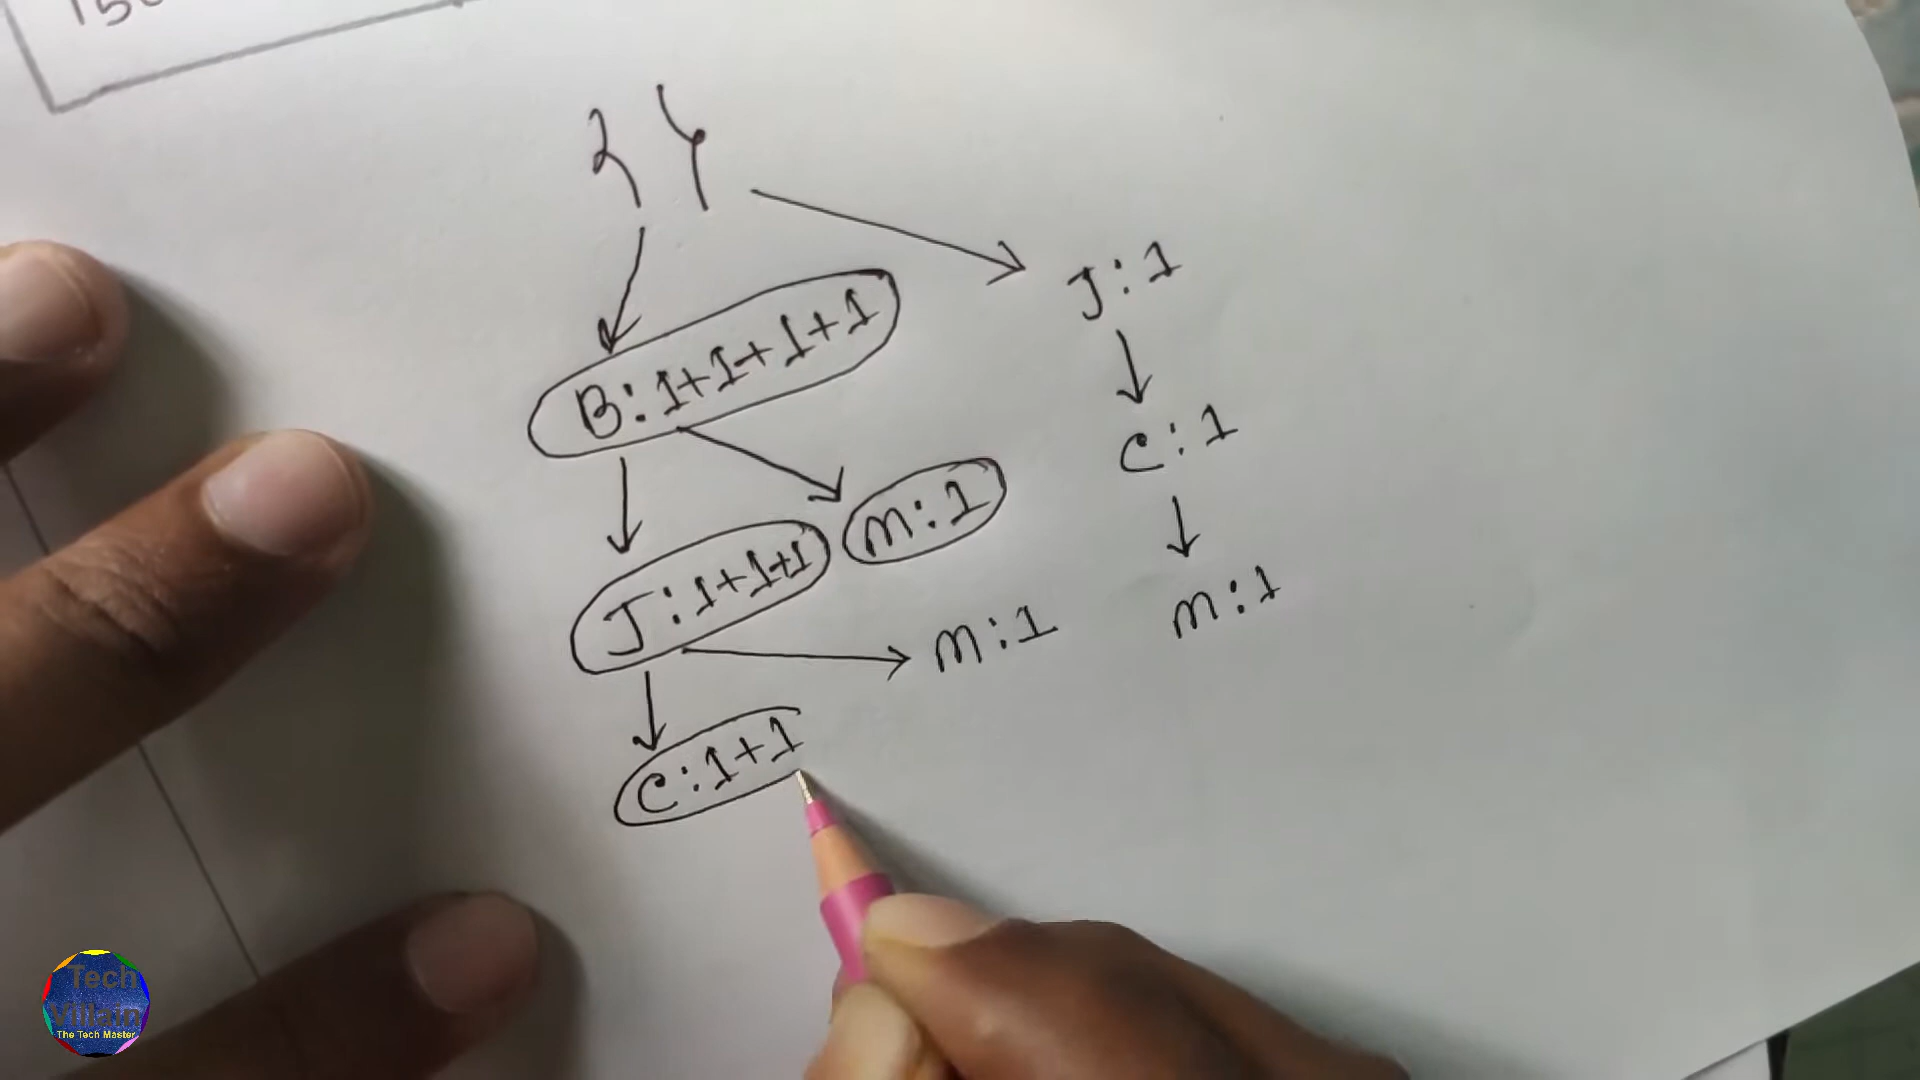 { }
J:1
B:1+1+1+1
C:1
m:1
J:1+1+1
m:1
m:1
C:1+1
Tech
Villain
The Tech Master